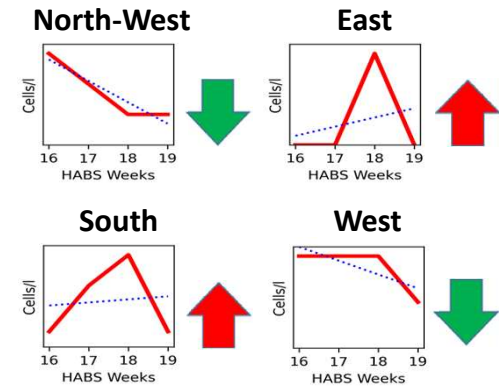 North-West
Cells/l
16 17 18 19
HABS Weeks
East
Cells/l
16 17 18 19
HABS Weeks
South
Cells/l
16 17 18 19
HABS Weeks
West
Cells/l
16 17 18 19
HABS Weeks